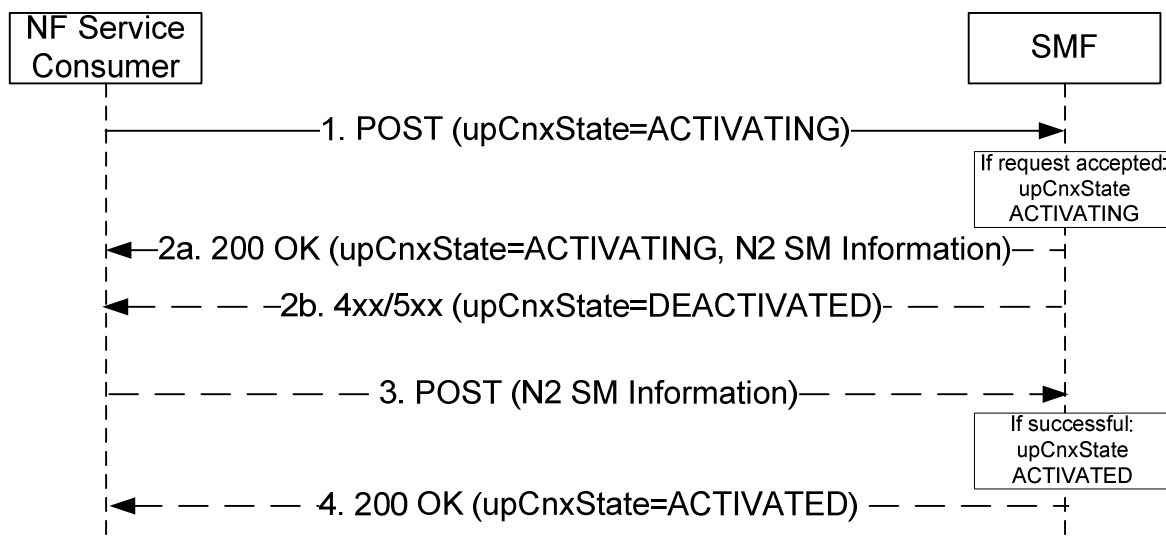 NF Service
Consumer
SMF
1. POST (upCnxState=ACTIVATING)
If request accepted:
upCnxState
ACTIVATING
2a. 200 OK (upCnxState=ACTIVATING, N2 SM Information)
2b. 4xx/5xx (upCnxState=DEACTIVATED)
3. POST (N2 SM Information)
If successful:
upCnxState
ACTIVATED
4. 200 OK (upCnxState=ACTIVATED)